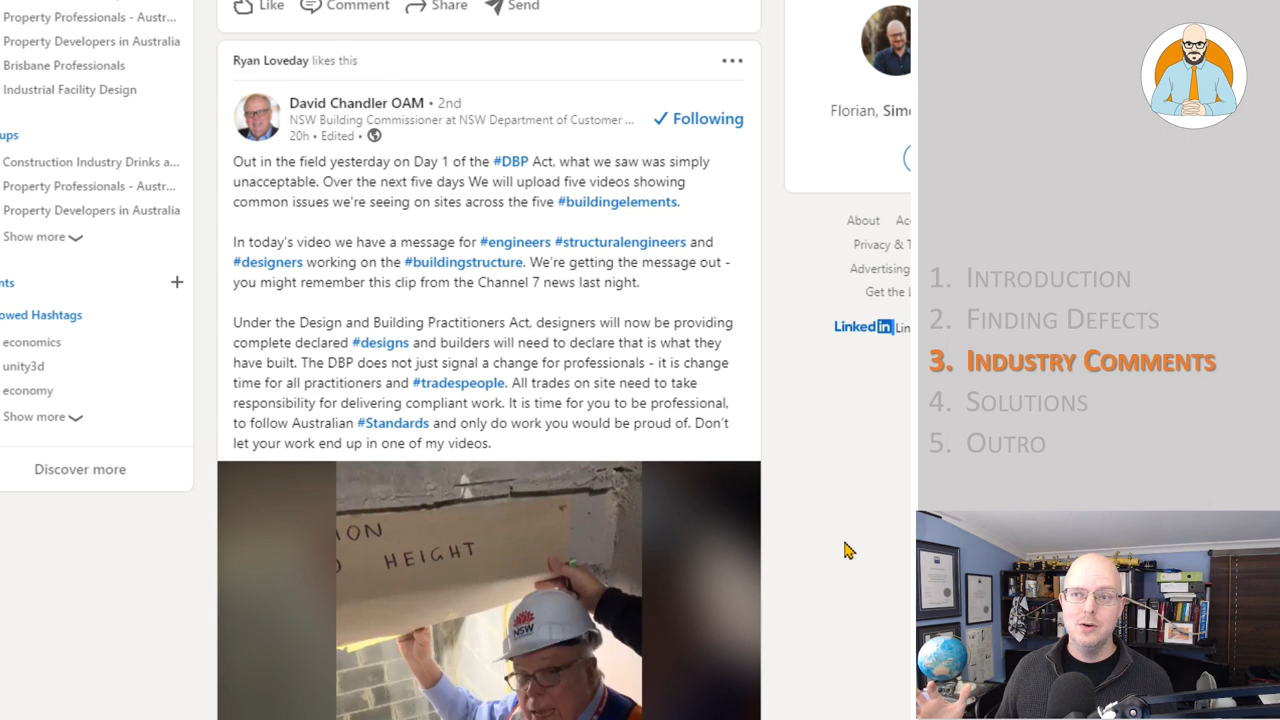 Property Professionals - Austr...
Property Developers in Australia
Brisbane Professionals
Industrial Facility Design
ups
Construction Industry Drinks a...
Property Professionals - Austr...
Property Developers in Australia
Show more
nts
+
owed Hashtags
economics
unity3d
economy
Show more
Discover more
Like
Comment
Share
Send
Ryan Loveday likes this
David Chandler OAM • 2nd
NSW Building Commissioner at NSW Department of Customer ...
20h • Edited •
Following
Out in the field yesterday on Day 1 of the #DBP Act, what we saw was simply
unacceptable. Over the next five days We will upload five videos showing
common issues we're seeing on sites across the five #buildingelements.
In today's video we have a message for #engineers #structuralengineers and
#designers working on the #buildingstructure. We're getting the message out -
you might remember this clip from the Channel 7 news last night.
Under the Design and Building Practitioners Act, designers will now be providing
complete declared #designs and builders will need to declare that is what they
have built. The DBP does not just signal a change for professionals - it is change
time for all practitioners and #tradespeople. All trades on site need to take
responsibility for delivering compliant work. It is time for you to be professional,
to follow Australian #Standards and only do work you would be proud of. Don't
let your work end up in one of my videos.
ION
HEIGHT
NSW
Florian, Sim
About Ac
Privacy & T
Advertising
Get the L
LinkedIn Lin
1. Introduction
2. Finding Defects
3. Industry Comments
4. Solutions
5. Outro